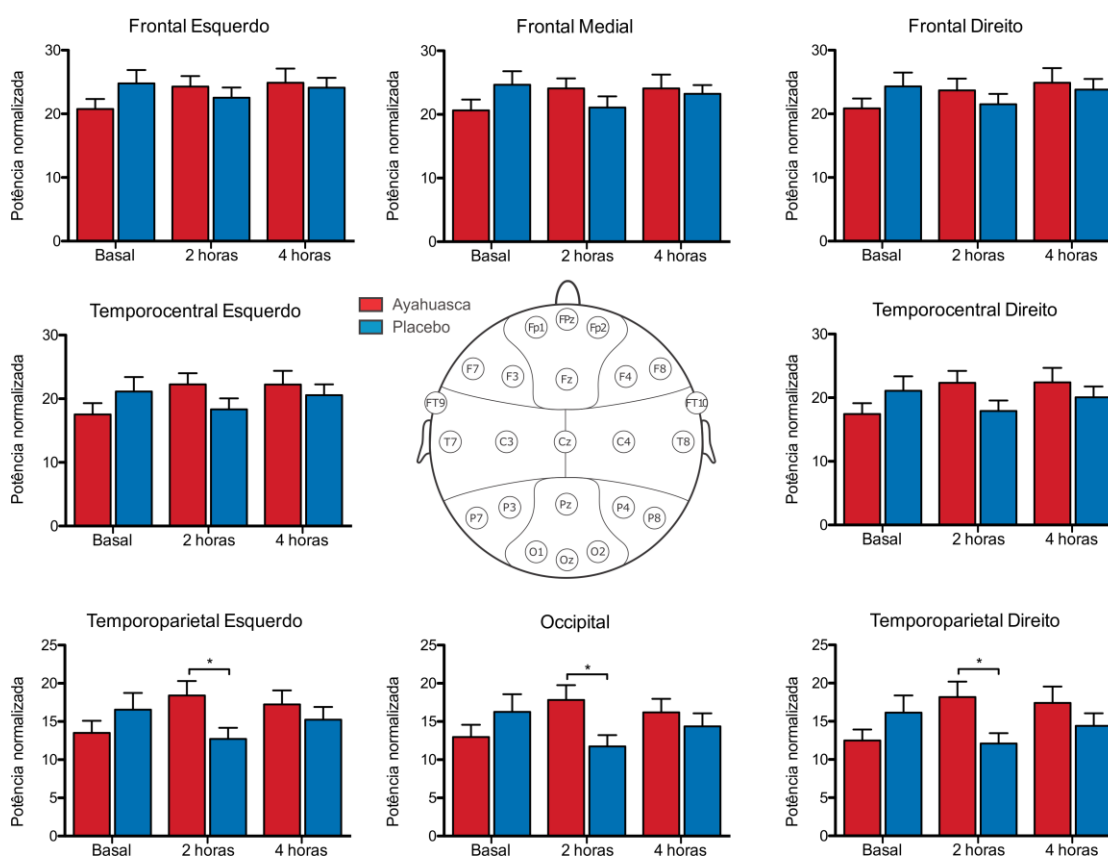 Frontal Esquerdo
Potência normalizada
30
20
10
0
Basal 2 horas 4 horas
Frontal Medial
Potência normalizada
30
20
10
0
Basal 2 horas 4 horas
Frontal Direito
Potência normalizada
30
20
10
0
Basal 2 horas 4 horas
Temporocentral Esquerdo
Potência normalizada
30
20
10
0
Basal 2 horas 4 horas
Ayahuasca
Placebo
Fp1 FPz Fp2
F7 F3 Fz F4 F8
FT9 FT10
T7 C3 Cz C4 T8
P7 P3 Pz P4 P8
O1 Oz O2
Temporocentral Direito
Potência normalizada
30
20
10
0
Basal 2 horas 4 horas
Temporoparietal Esquerdo
Potência normalizada
25
20
15
10
5
0
*
Basal 2 horas 4 horas
Occipital
Potência normalizada
25
20
15
10
5
0
*
Basal 2 horas 4 horas
Temporoparietal Direito
Potência normalizada
25
20
15
10
5
0
*
Basal 2 horas 4 horas